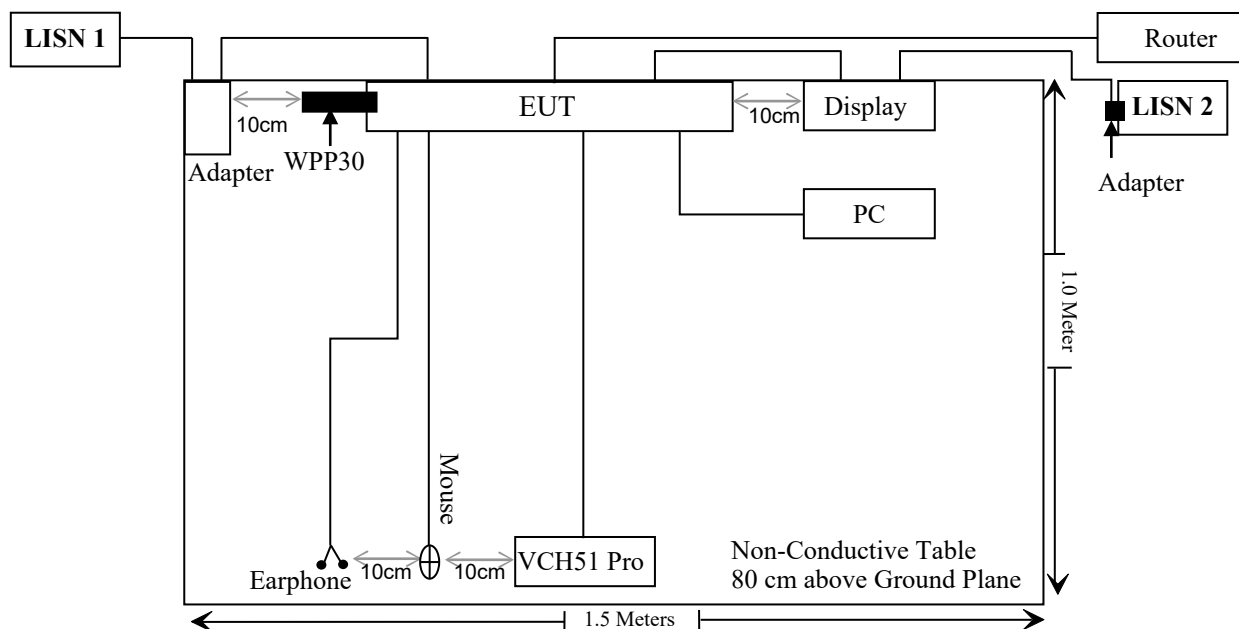 LISN 1
Router
EUT
Display
LISN 2
10cm
10cm
Adapter
WPP30
Adapter
PC
1.0 Meter
Mouse
VCH51 Pro
Earphone
10cm
10cm
Non-Conductive Table
80 cm above Ground Plane
1.5 Meters